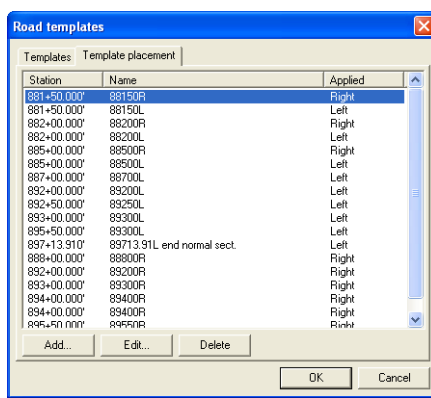 Road templates
Templates Template placement
Station Name Applied
881+50.000' 88150R Right
881+50.000' 88150L Left
882+00.000' 88200R Right
882+00.000' 88200L Left
885+00.000' 88500R Right
885+00.000' 88500L Left
887+00.000' 88700L Left
892+00.000' 89200L Left
892+50.000' 89250L Left
893+00.000' 89300L Left
895+50.000' 89300L Left
897+13.910' 89713.91L end normal sect. Left
888+00.000' 88800R Right
892+00.000' 89200R Right
893+00.000' 89300R Right
894+00.000' 89400R Right
894+00.000' 89400R Right
895+50.000' 89550R Right
Add... Edit... Delete
OK Cancel